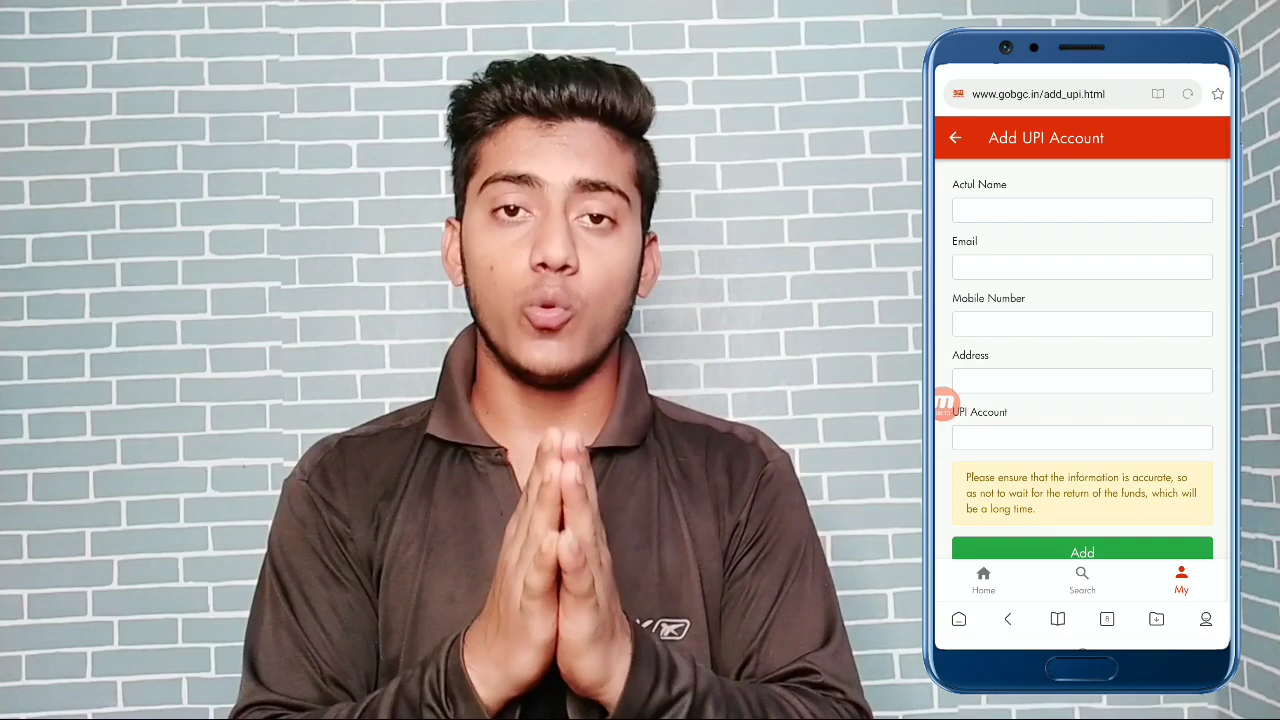 www.gobgc.in/add_upi.html
Add UPI Account
Actul Name
Email
Mobile Number
Address
UPI Account
Please ensure that the information is accurate, so
as not to wait for the return of the funds, which will
be a long time.
Add
Home
Search
My
8